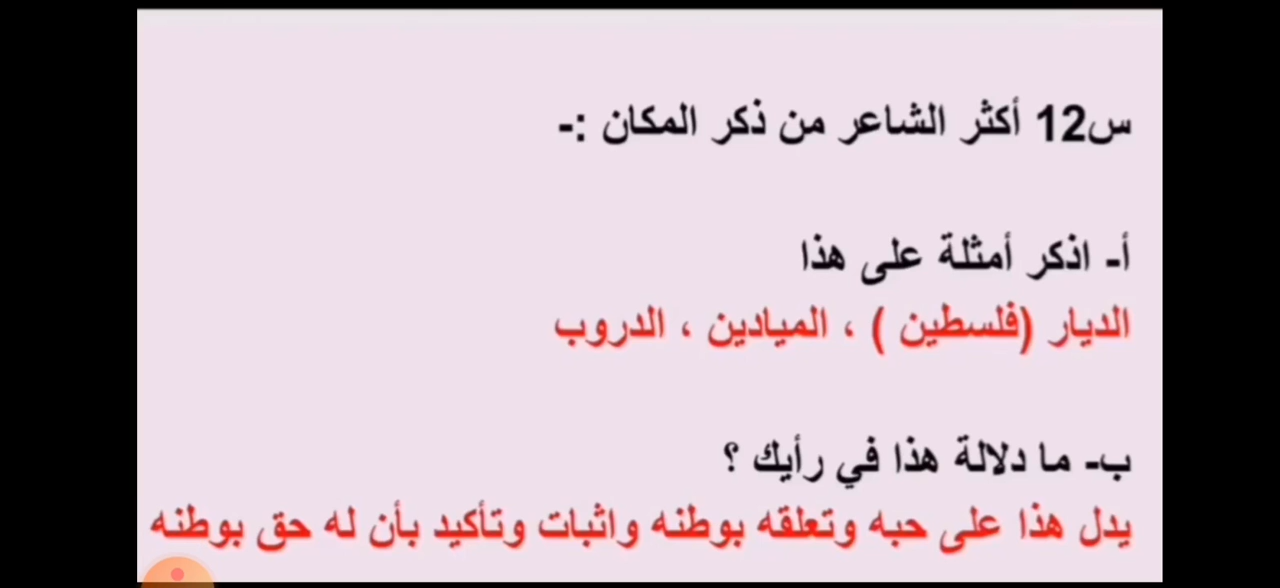 س12 أكثر الشاعر من ذكر المكان :-
أ- اذكر أمثلة على هذا
الديار (فلسطين ) ، الميادين ، الدروب
ب- ما دلالة هذا في رأيك ؟
يدل هذا على حبه وتعلقه بوطنه واثبات وتأكيد بأن له حق بوطنه